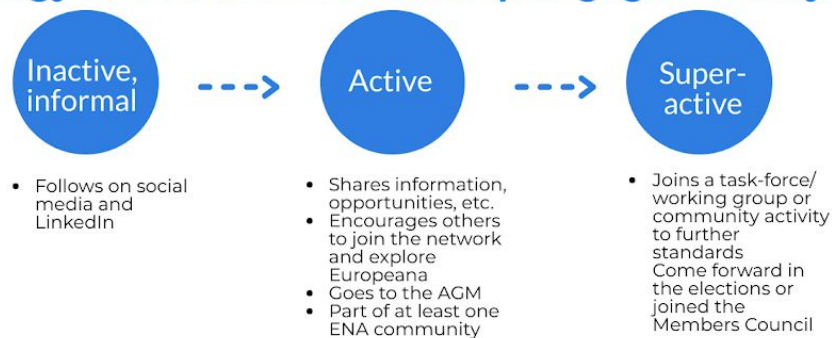 Inactive,
informal
Active
Super-
active
• Follows on social
media and
LinkedIn
• Shares information,
opportunities, etc.
• Encourages others
to join the network
and explore
Europeana
• Goes to the AGM
• Part of at least one
ENA community
• Joins a task-force/
working group or
community activity
to further
standards
Come forward in
the elections or
joined the
Members Council